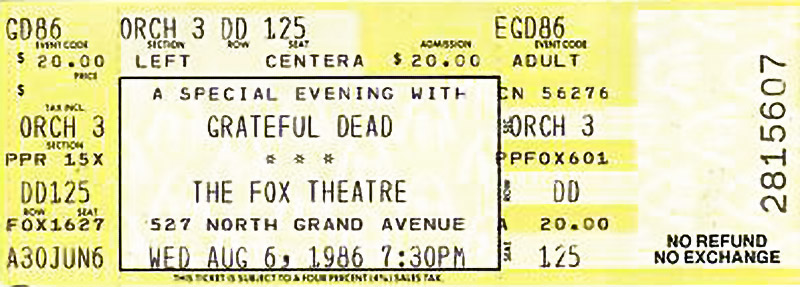 GD86 ORCH 3 DD 125 EGD86
EVENT CODE SECTION ROW SEAT ADMISSION EVENT CODE
$ 20.00 LEFT CENTERA $20.00 ADULT
PRICE
$ A SPECIAL EVENING WITH CN 56276
TAX INCL.
ORCH 3 GRATEFUL DEAD ORCH 3
SECTION
PPR 15X * * * PPFOX601
DD125 THE FOX THEATRE ROW DD
ROW SEAT
FOX1627 527 NORTH GRAND AVENUE A 20.00
A30JUN6 WED AUG 6, 1986 7:30PM SEAT 125
THIS TICKET IS SUBJECT TO A FOUR PERCENT (4%) SALES TAX.
2815607
NO REFUND
NO EXCHANGE